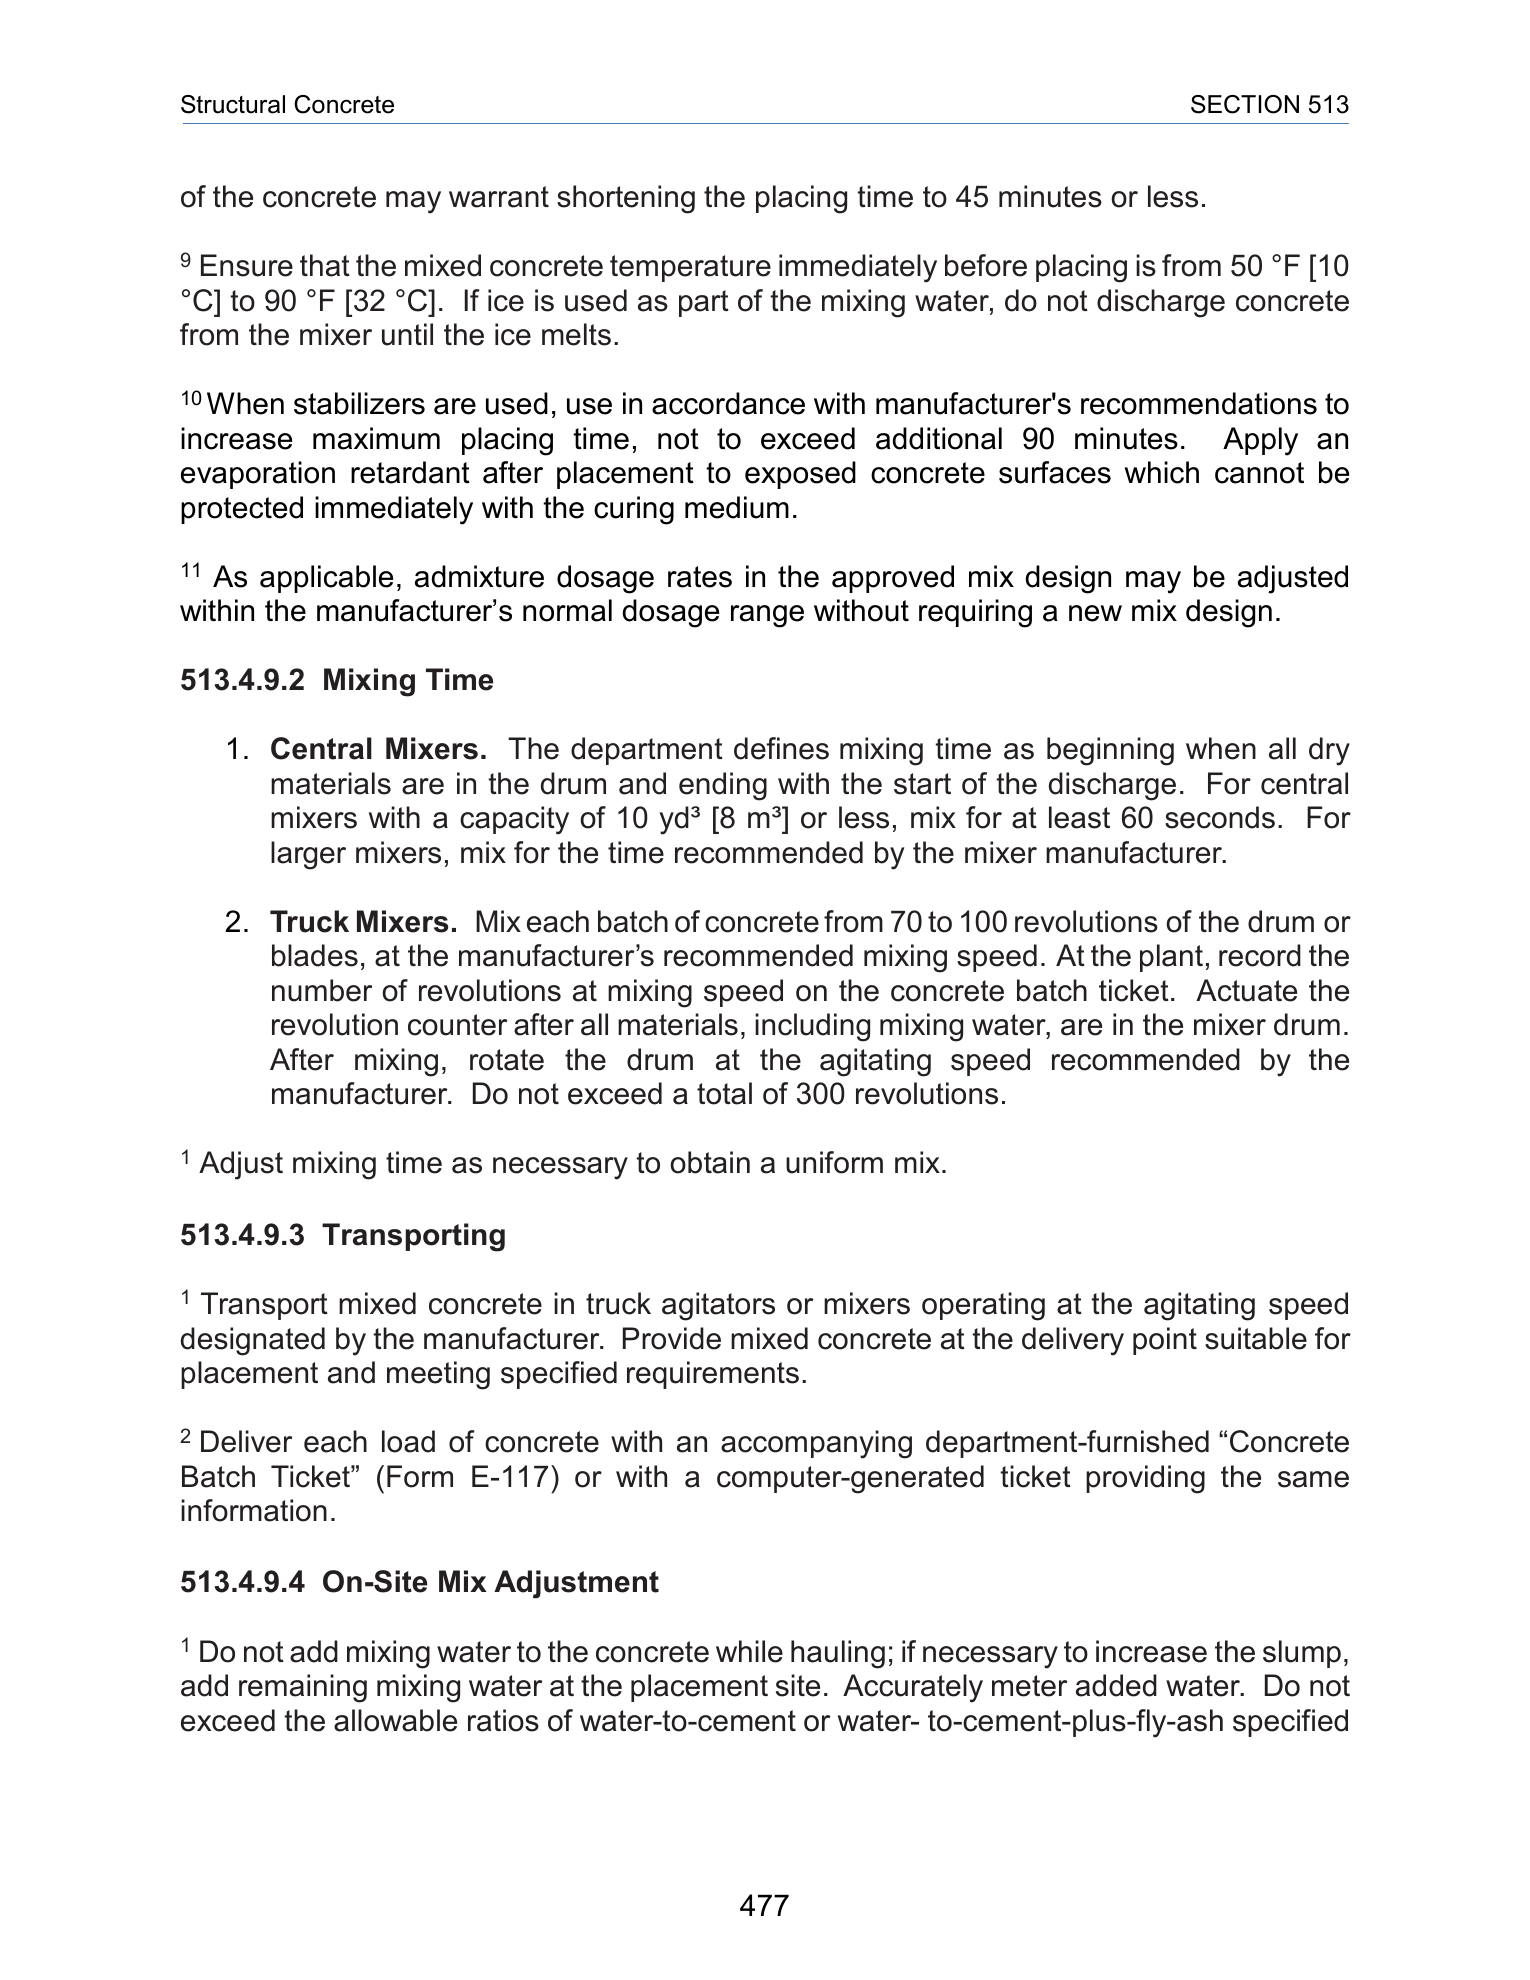 Structural Concrete SECTION 513
of the concrete may warrant shortening the placing time to 45 minutes or less.
⁹ Ensure that the mixed concrete temperature immediately before placing is from 50 °F [10
°C] to 90 °F [32 °C].  If ice is used as part of the mixing water, do not discharge concrete
from the mixer until the ice melts.
¹⁰ When stabilizers are used, use in accordance with manufacturer's recommendations to
increase maximum placing time, not to exceed additional 90 minutes.  Apply an
evaporation retardant after placement to exposed concrete surfaces which cannot be
protected immediately with the curing medium.
¹¹ As applicable, admixture dosage rates in the approved mix design may be adjusted
within the manufacturer’s normal dosage range without requiring a new mix design.
513.4.9.2  Mixing Time
1. Central Mixers.  The department defines mixing time as beginning when all dry
materials are in the drum and ending with the start of the discharge.  For central
mixers with a capacity of 10 yd³ [8 m³] or less, mix for at least 60 seconds.  For
larger mixers, mix for the time recommended by the mixer manufacturer.
2. Truck Mixers.  Mix each batch of concrete from 70 to 100 revolutions of the drum or
blades, at the manufacturer’s recommended mixing speed. At the plant, record the
number of revolutions at mixing speed on the concrete batch ticket.  Actuate the
revolution counter after all materials, including mixing water, are in the mixer drum.
After mixing, rotate the drum at the agitating speed recommended by the
manufacturer.  Do not exceed a total of 300 revolutions.
¹ Adjust mixing time as necessary to obtain a uniform mix.
513.4.9.3  Transporting
¹ Transport mixed concrete in truck agitators or mixers operating at the agitating speed
designated by the manufacturer.  Provide mixed concrete at the delivery point suitable for
placement and meeting specified requirements.
² Deliver each load of concrete with an accompanying department-furnished “Concrete
Batch Ticket” (Form E-117) or with a computer-generated ticket providing the same
information.
513.4.9.4  On-Site Mix Adjustment
¹ Do not add mixing water to the concrete while hauling; if necessary to increase the slump,
add remaining mixing water at the placement site.  Accurately meter added water.  Do not
exceed the allowable ratios of water-to-cement or water- to-cement-plus-fly-ash specified
477